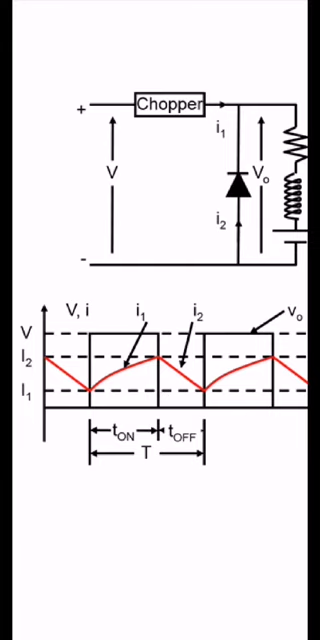 + Chopper
i₁
V Vₒ
i₂
-
V, i i₁ i₂ vₒ
V
I₂
I₁
tON tOFF
T